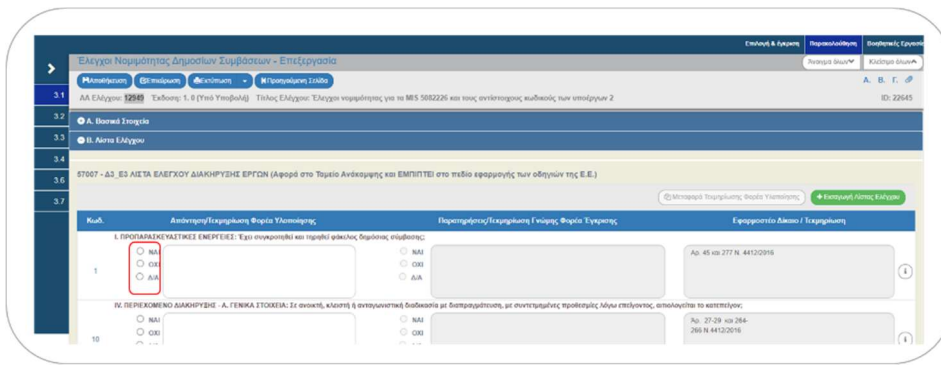 Επιλογή & έγκριση Παρακολούθηση Βοηθητικές Εργασί
Έλεγχοι Νομιμότητας Δημοσίων Συμβάσεων - Επεξεργασία
Άνοιγμα όλων Κλείσιμο όλων
Αποθήκευση Επικύρωση Εκτύπωση Προηγούμενη Σελίδα
Α. Β. Γ.
3.1
ΑΑ Ελέγχου: 12949 Έκδοση: 1. 0 (Υπό Υποβολή) Τίτλος Ελέγχου: Έλεγχοι νομιμότητας για το MIS 5082226 και τους αντίστοιχους κωδικούς των υποέργων 2 ID: 22645
3.2
Α. Βασικά Στοιχεία
3.3
Β. Λίστα Ελέγχου
3.4
3.6
57007 - Δ3_Ε3 ΛΙΣΤΑ ΕΛΕΓΧΟΥ ΔΙΑΚΗΡΥΞΗΣ ΕΡΓΩΝ (Αφορά στο Ταμείο Ανάκαμψης και ΕΜΠΙΠΤΕΙ στο πεδίο εφαρμογής των οδηγιών της Ε.Ε.)
3.7
Μεταφορά Τεκμηρίωσης Φορέα Υλοποίησης + Εισαγωγή Λίστας Ελέγχου
Κωδ. Απάντηση/Τεκμηρίωση Φορέα Υλοποίησης Παρατηρήσεις/Τεκμηρίωση Γνώμης Φορέα Έγκρισης Εφαρμοστέο Δίκαιο / Τεκμηρίωση
I. ΠΡΟΠΑΡΑΣΚΕΥΑΣΤΙΚΕΣ ΕΝΕΡΓΕΙΕΣ: Έχει συγκροτηθεί και τηρηθεί φάκελος δημόσιας σύμβασης;
1
ΝΑΙ
ΟΧΙ
Δ/Α
ΝΑΙ
ΟΧΙ
Δ/Α
Αρ. 45 και 277 Ν. 4412/2016
IV. ΠΕΡΙΕΧΟΜΕΝΟ ΔΙΑΚΗΡΥΞΗΣ - Α. ΓΕΝΙΚΑ ΣΤΟΙΧΕΙΑ: Σε ανοικτή, κλειστή ή ανταγωνιστική διαδικασία με διαπραγμάτευση, με συντετμημένες προθεσμίες λόγω επείγοντος, αιτιολογείται το κατεπείγον;
10
ΝΑΙ
ΟΧΙ
ΝΑΙ
ΟΧΙ
Άρ. 27-29 και 264-
266 Ν.4412/2016